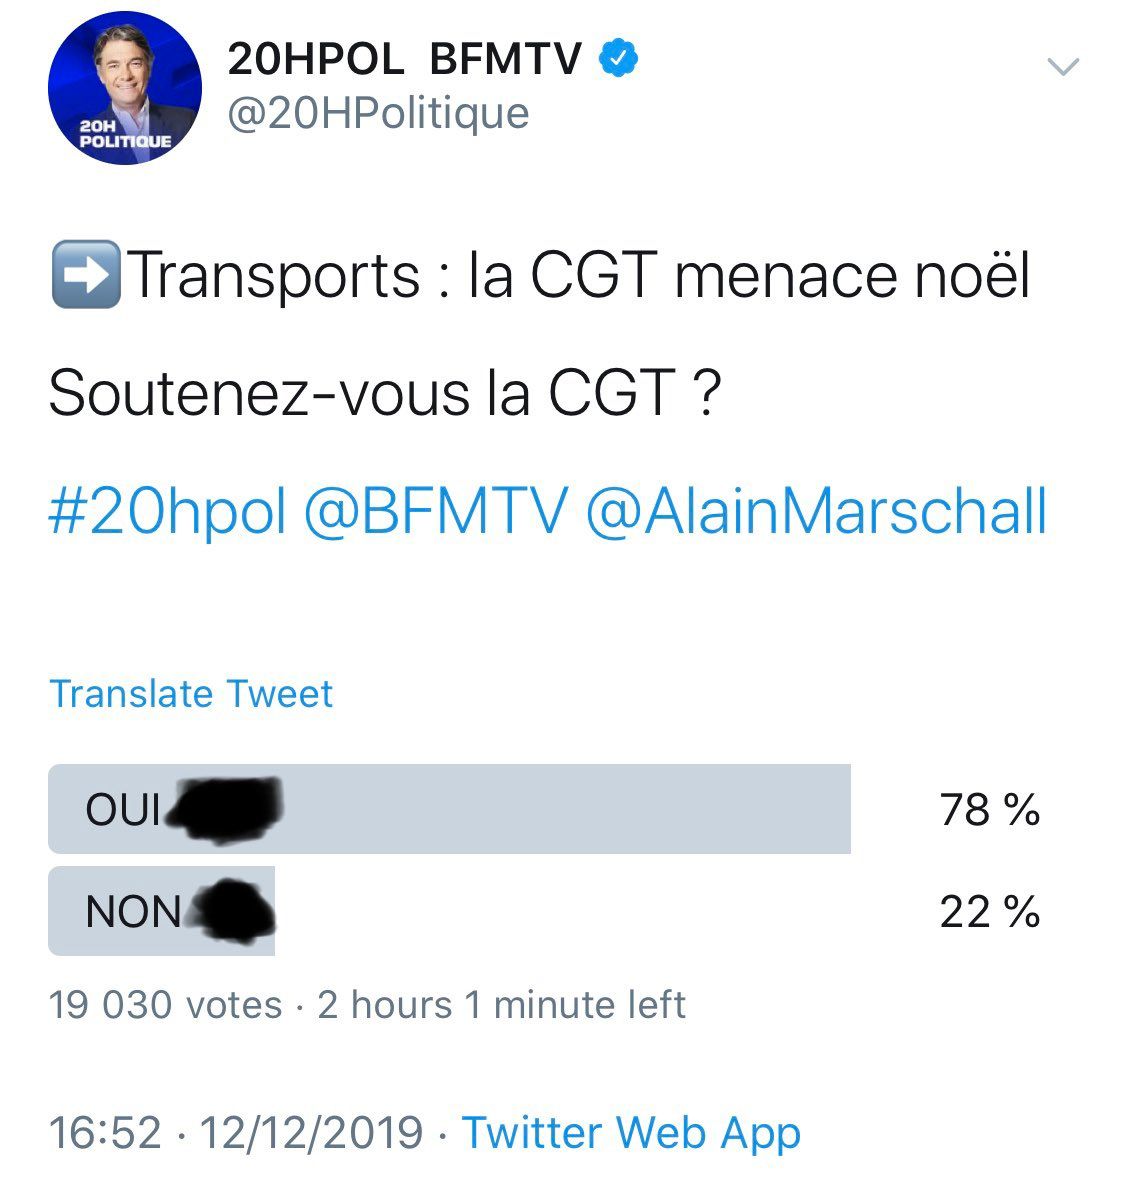 20HPOL BFMTV
@20HPolitique
20H
POLITIQUE
➡️Transports : la CGT menace noël
Soutenez-vous la CGT ?
#20hpol @BFMTV @AlainMarschall
Translate Tweet
OUI 78 %
NON 22 %
19 030 votes · 2 hours 1 minute left
16:52 · 12/12/2019 · Twitter Web App